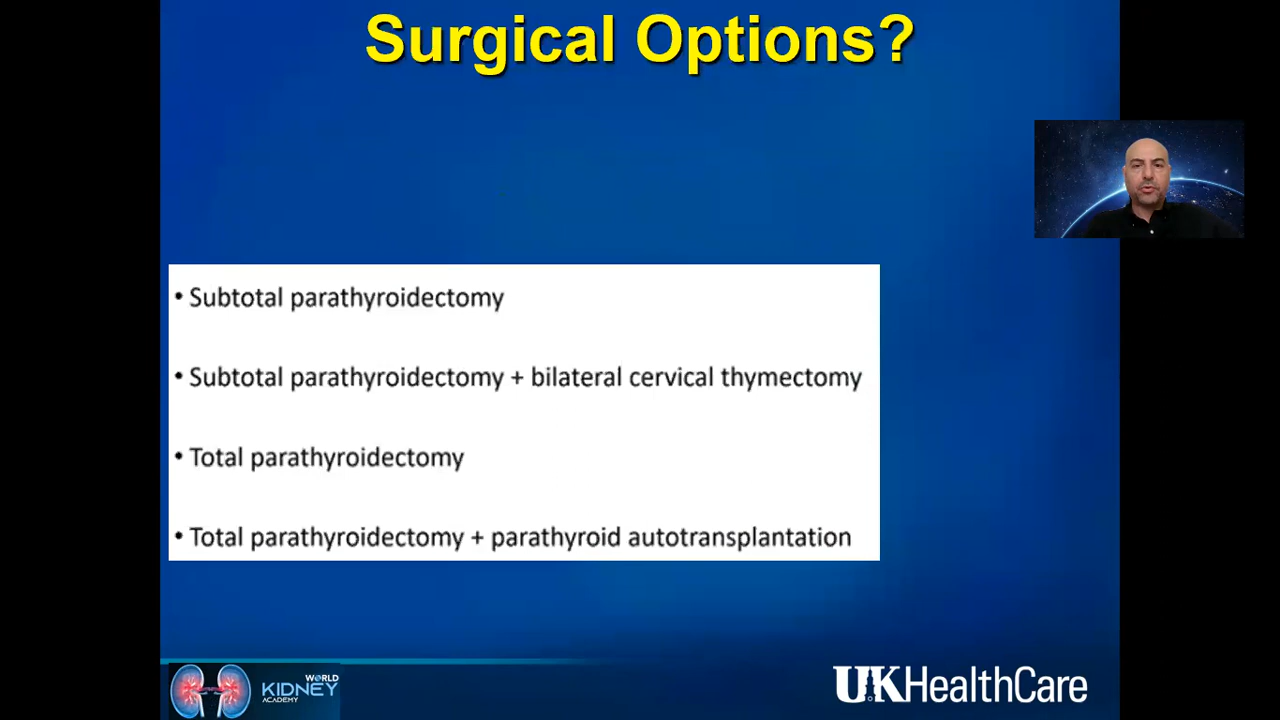 Surgical Options?
• Subtotal parathyroidectomy
• Subtotal parathyroidectomy + bilateral cervical thymectomy
• Total parathyroidectomy
• Total parathyroidectomy + parathyroid autotransplantation
WORLD
KIDNEY
ACADEMY
UKHealthCare